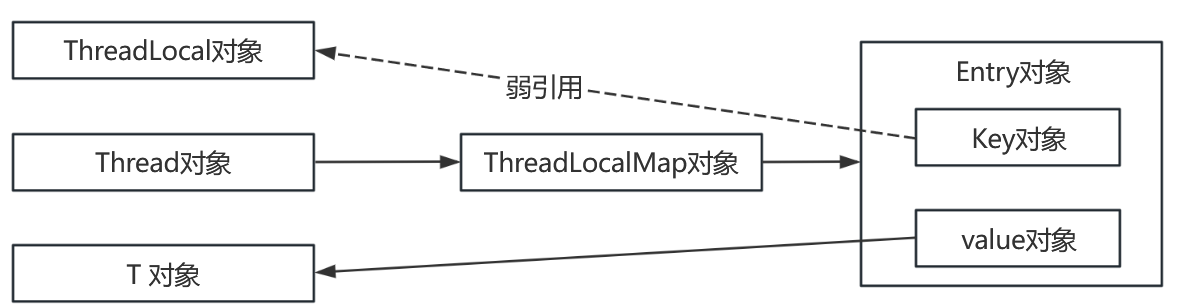 ThreadLocal对象
Entry对象
弱引用
Key对象
Thread对象
ThreadLocalMap对象
value对象
T 对象